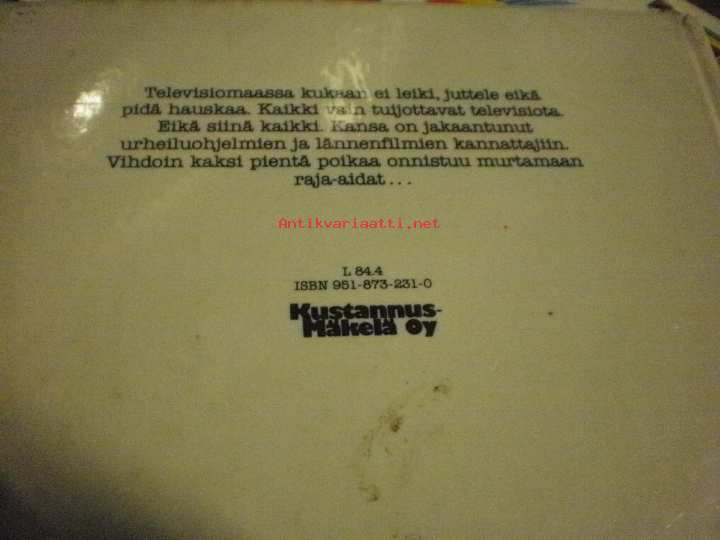 Televisiomaassa kukaan ei leiki, juttele eikä
pidä hauskaa. Kaikki vain tuijottavat televisiota.
Eikä siinä kaikki. Kansa on jakaantunut
urheiluohjelmien ja lännenfilmien kannattajiin.
Vihdoin kaksi pientä poikaa onnistuu murtamaan
raja-aidat...
Antikvariaatti.net
L 84.4
ISBN 951-873-231-0
Kustannus-
Mäkelä Oy